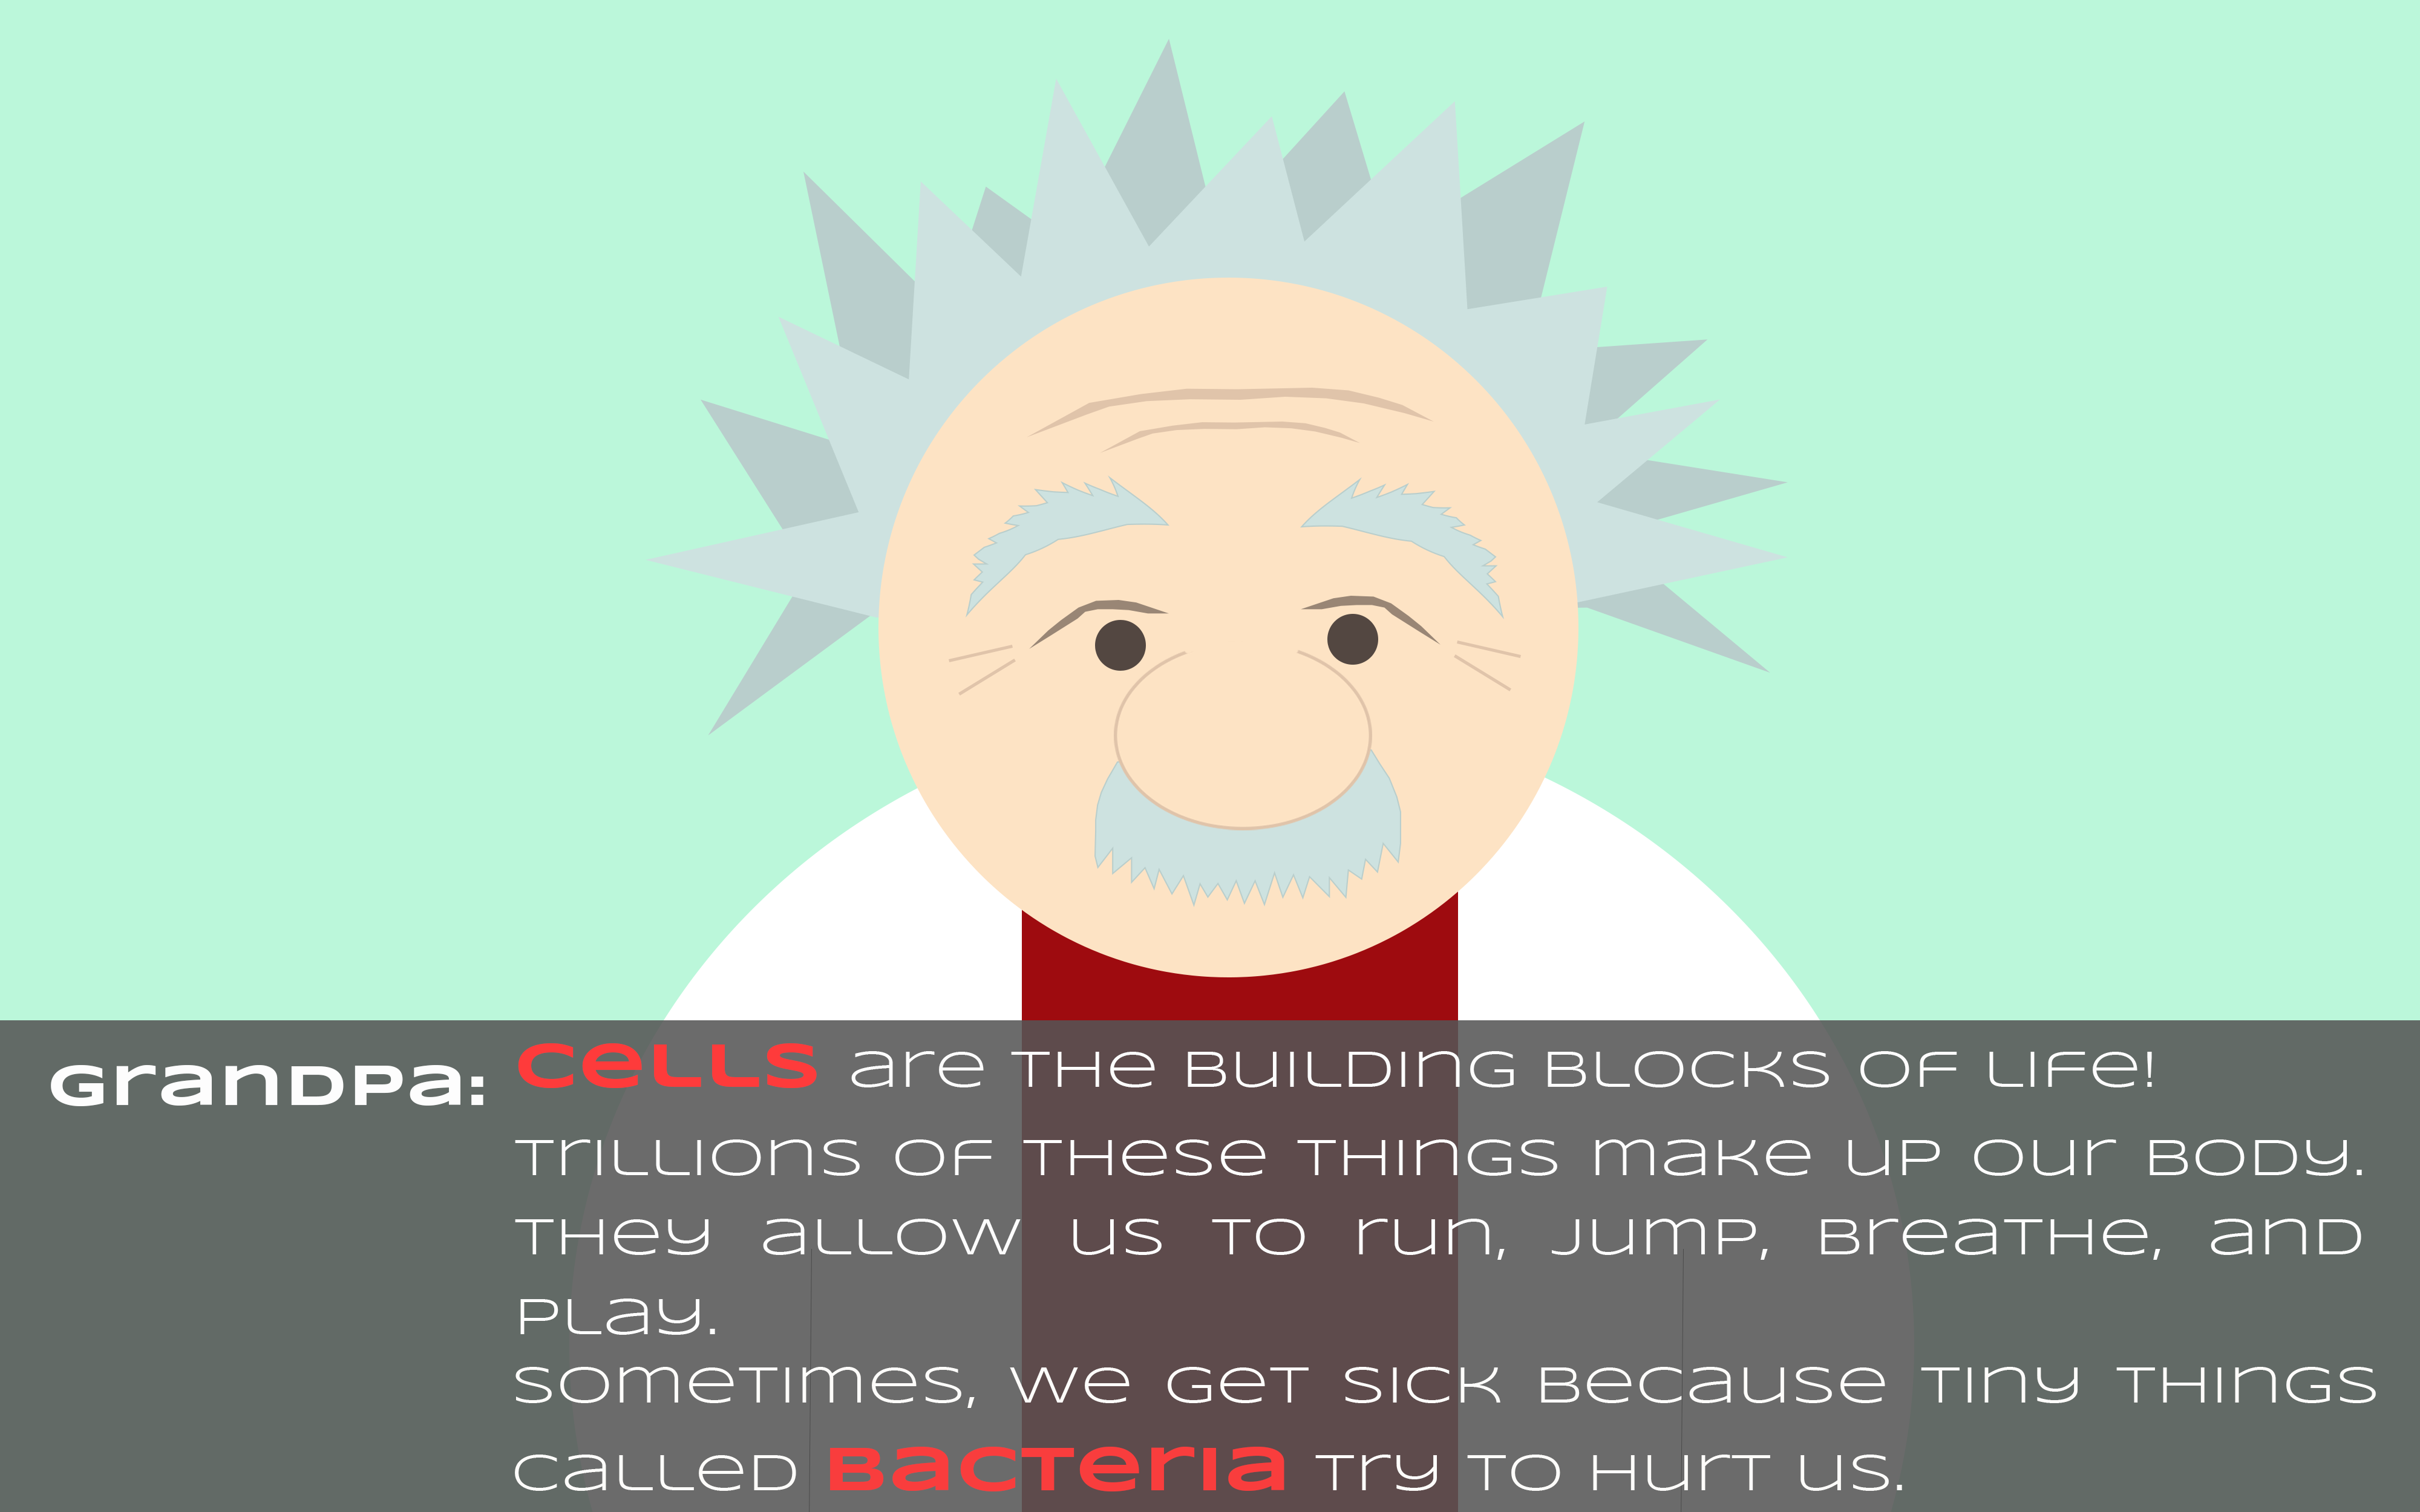 Grandpa: Cells are the building blocks of life!
Trillions of these things make up our body.
They allow us to run, jump, breathe, and
play.
Sometimes, we get sick because tiny things
called Bacteria try to hurt us.